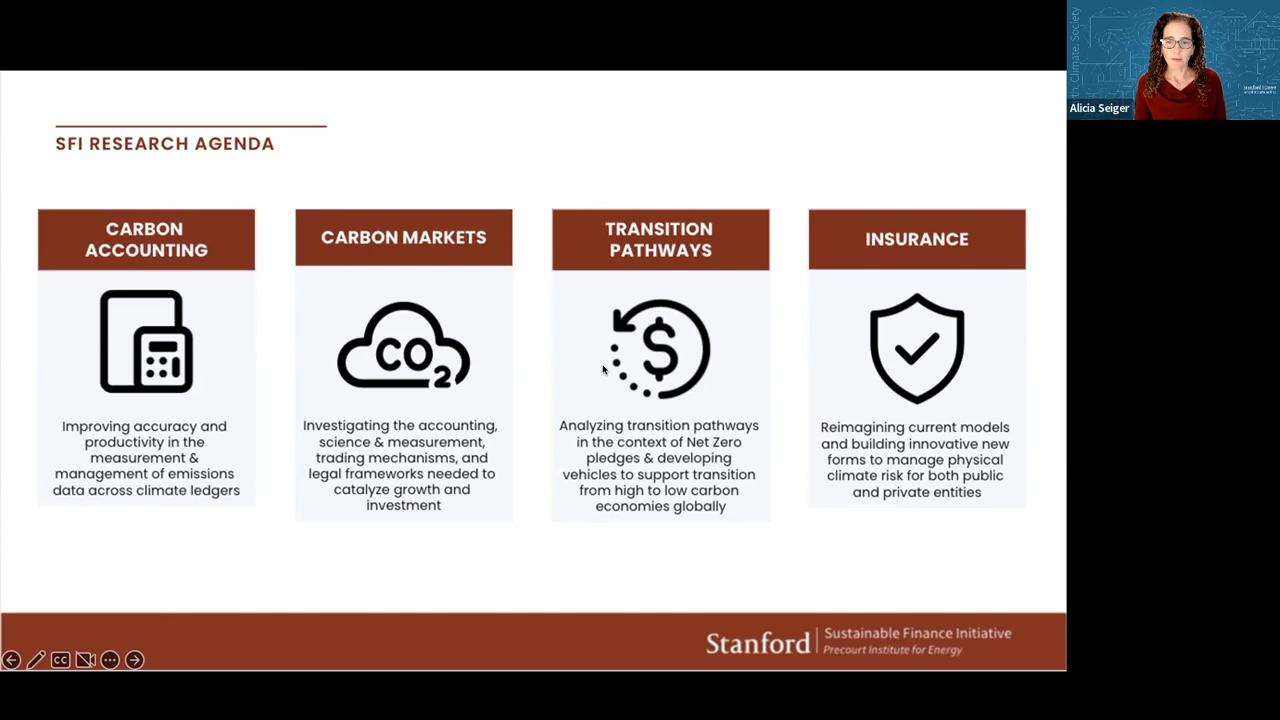 SFI RESEARCH AGENDA
CARBON
ACCOUNTING
Improving accuracy and
productivity in the
measurement &
management of emissions
data across climate ledgers
CARBON MARKETS
CO2
Investigating the accounting,
science & measurement,
trading mechanisms, and
legal frameworks needed to
catalyze growth and
investment
TRANSITION
PATHWAYS
$
Analyzing transition pathways
in the context of Net Zero
pledges & developing
vehicles to support transition
from high to low carbon
economies globally
INSURANCE
Reimagining current models
and building innovative new
forms to manage physical
climate risk for both public
and private entities
Stanford
Sustainable Finance Initiative
Precourt Institute for Energy
CC
Climate Society
Alicia Seiger